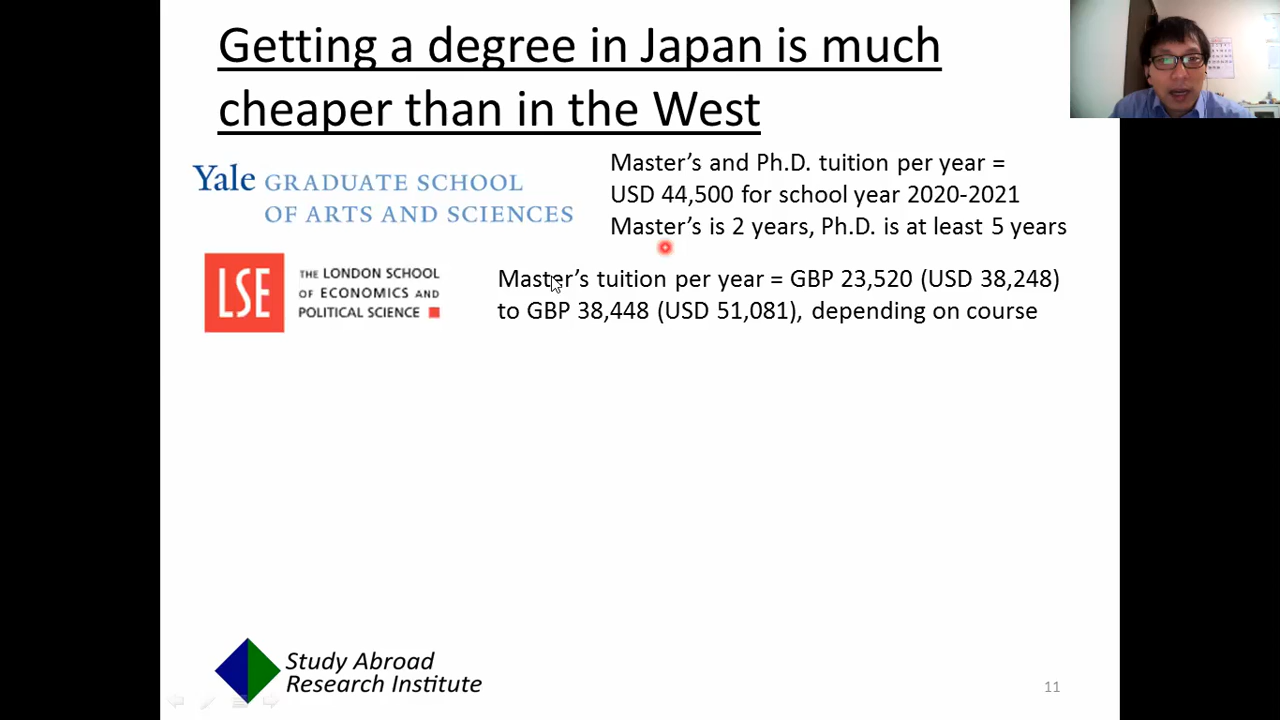 Getting a degree in Japan is much
cheaper than in the West
Yale GRADUATE SCHOOL
OF ARTS AND SCIENCES
Master's and Ph.D. tuition per year =
USD 44,500 for school year 2020-2021
Master's is 2 years, Ph.D. is at least 5 years
LSE
THE LONDON SCHOOL
OF ECONOMICS AND
POLITICAL SCIENCE
Master's tuition per year = GBP 23,520 (USD 38,248)
to GBP 38,448 (USD 51,081), depending on course
Study Abroad
Research Institute
11